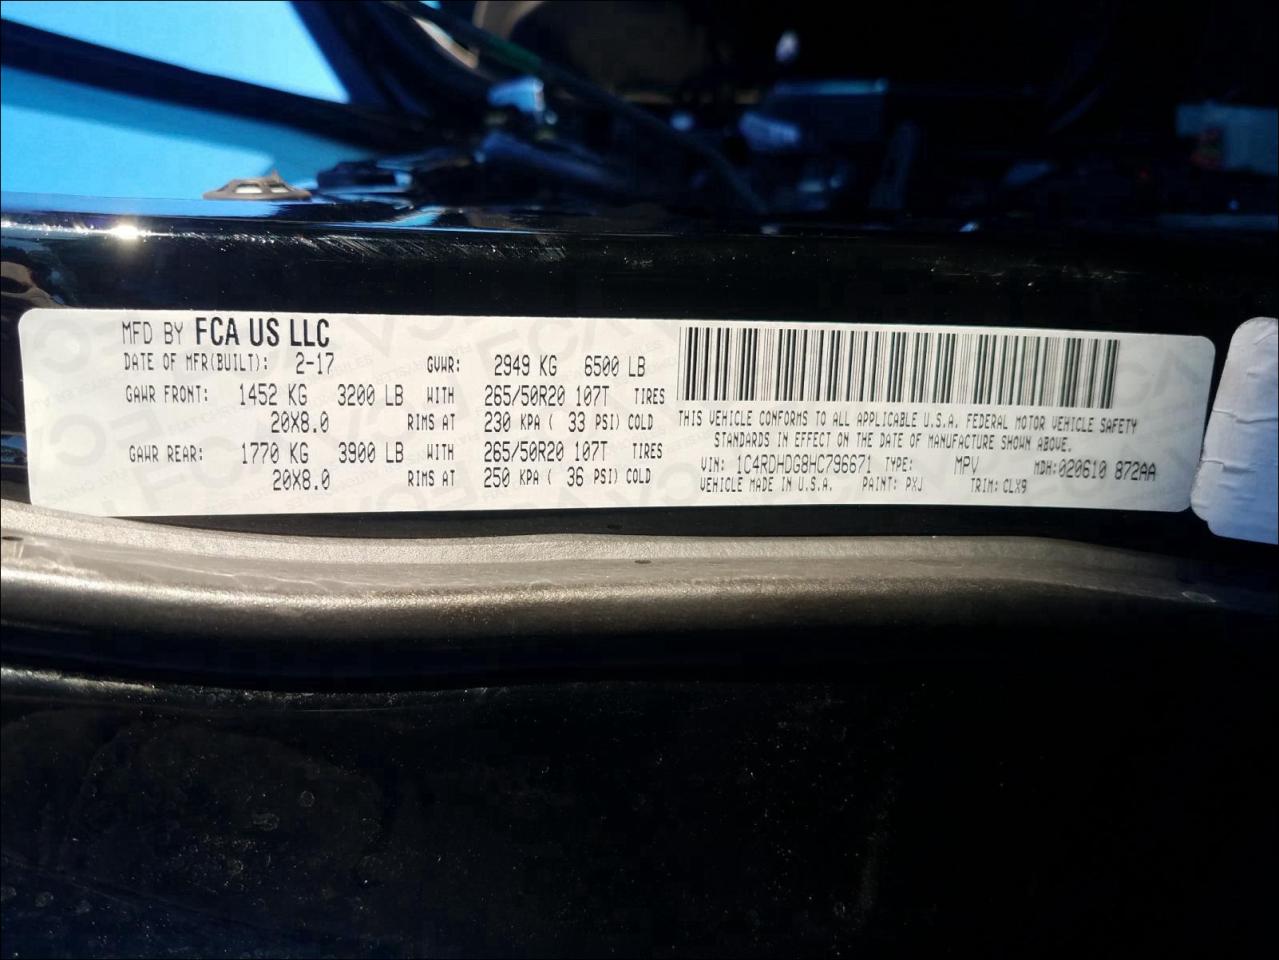 MFD BY FCA US LLC
DATE OF MFR(BUILT): 2-17 GVWR: 2949 KG 6500 LB
GAWR FRONT: 1452 KG 3200 LB WITH 265/50R20 107T TIRES
20X8.0 RIMS AT 230 KPA ( 33 PSI) COLD
GAWR REAR: 1770 KG 3900 LB WITH 265/50R20 107T TIRES
20X8.0 RIMS AT 250 KPA ( 36 PSI) COLD
THIS VEHICLE CONFORMS TO ALL APPLICABLE U.S.A. FEDERAL MOTOR VEHICLE SAFETY
STANDARDS IN EFFECT ON THE DATE OF MANUFACTURE SHOWN ABOVE.
VIN: 1C4RDHDG8HC796671 TYPE: MPV MDH:020610 872AA
VEHICLE MADE IN U.S.A. PAINT: PXJ TRIM: CLX9